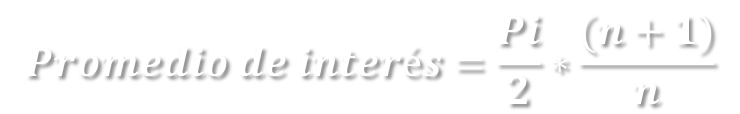 Promedio de interés = Pi/2 * (n + 1)/n